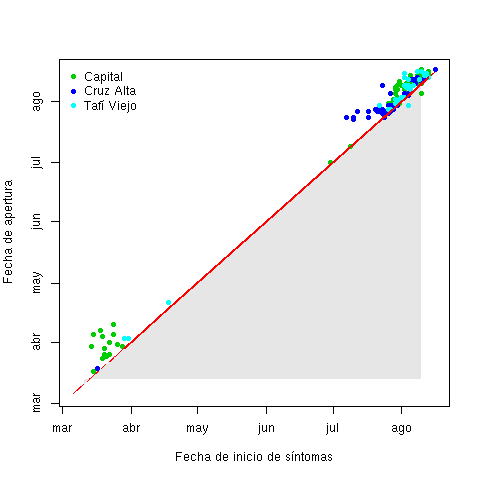 Capital
Cruz Alta
Tafí Viejo
Fecha de apertura
ago
jul
jun
may
abr
mar
mar abr may jun jul ago
Fecha de inicio de síntomas